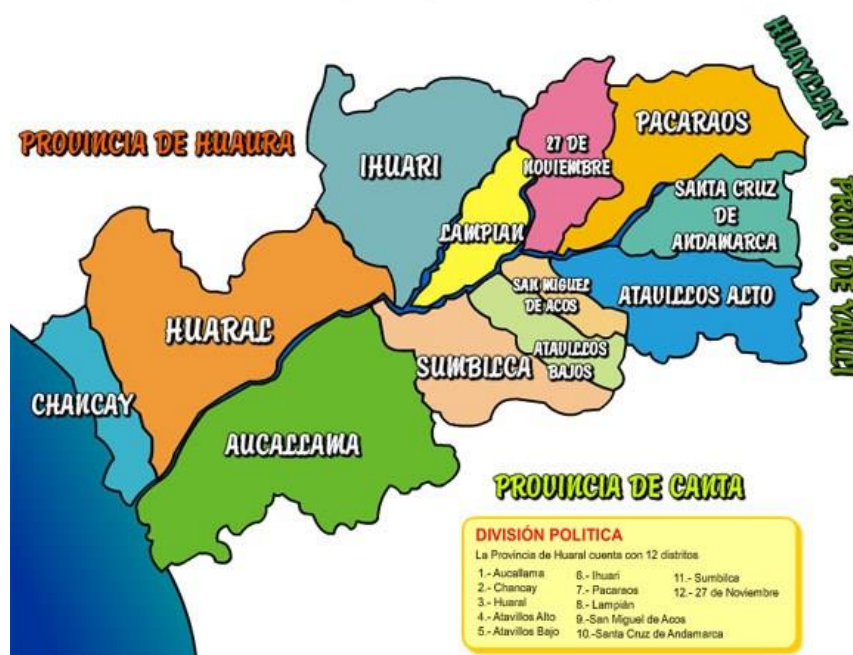 HUAYLLAY
PROVINCIA DE HUAURA
IHUARI
27 DE
NOVIEMBRE
PACARAOS
SANTA CRUZ
DE
ANDAMARCA
PROV. DE YAULI
LAMPIAN
SAN MIGUEL
DE ACOS
ATAVILLOS ALTO
HUARAL
SUMBILCA
ATAVILLOS
BAJOS
CHANCAY
AUCALLAMA
PROVINCIA DE CANTA
DIVISIÓN POLITICA
La Provincia de Huaral cuenta con 12 distritos
1.- Aucallama
2.- Chancay
3.- Huaral
4.- Atavillos Alto
5.- Atavillos Bajo
6.- Ihuari
7.- Pacaraos
8.- Lampián
9.-San Miguel de Acos
10.-Santa Cruz de Andamarca
11.- Sumbilca
12.- 27 de Noviembre